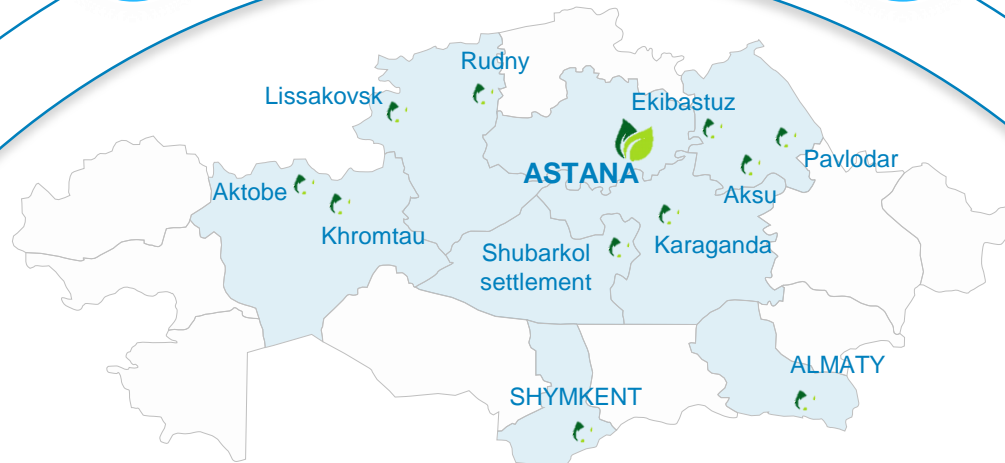 Rudny
Lissakovsk
Ekibastuz
Pavlodar
ASTANA
Aktobe
Aksu
Khromtau
Karaganda
Shubarkol
settlement
ALMATY
SHYMKENT